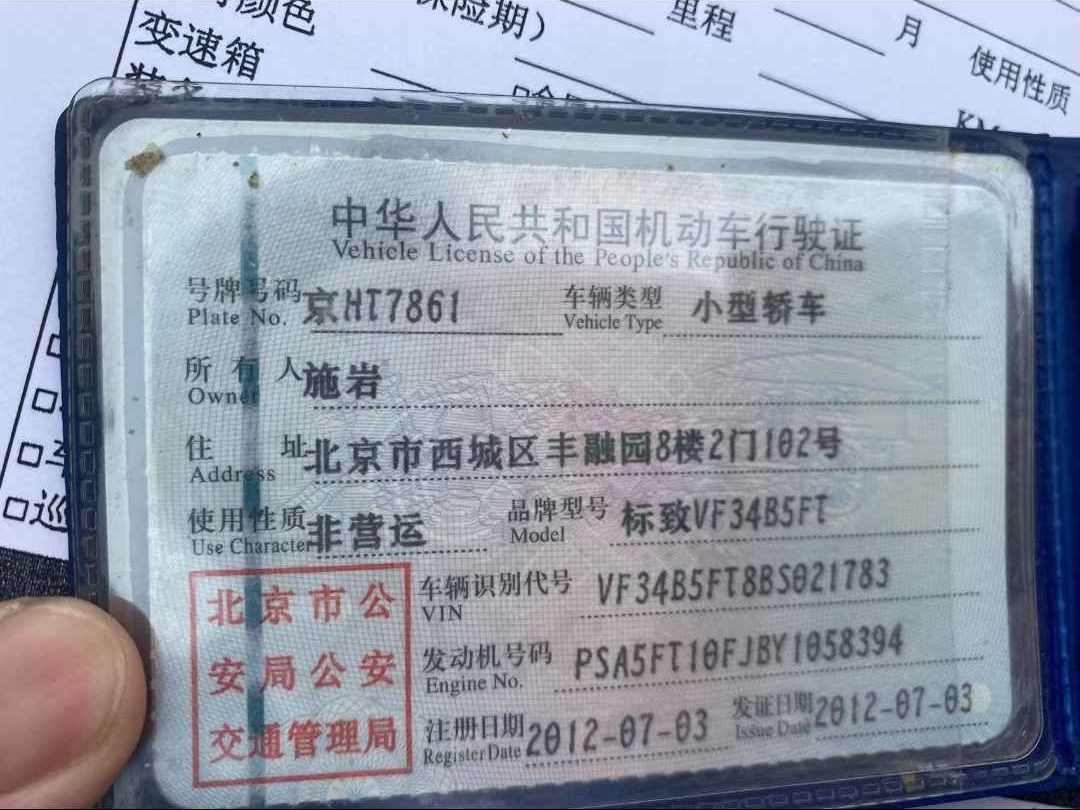 颜色
保险期）
里程
月
使用性质
变速箱
中华人民共和国机动车行驶证
Vehicle License of the People's Republic of China
号牌号码 京HT7861 车辆类型 小型轿车
Plate No. Vehicle Type
所有人 施岩
Owner
住址 北京市西城区丰融园8楼2门102号
Address
使用性质 非营运 品牌型号 标致VF34B5FT
Use Character Model
北京市公
安局公安
交通管理局
车辆识别代号 VF34B5FT8BS021783
VIN
发动机号码 PSA5FT10FJBY1058394
Engine No.
注册日期 2012-07-03 发证日期 2012-07-03
Register Date Issue Date